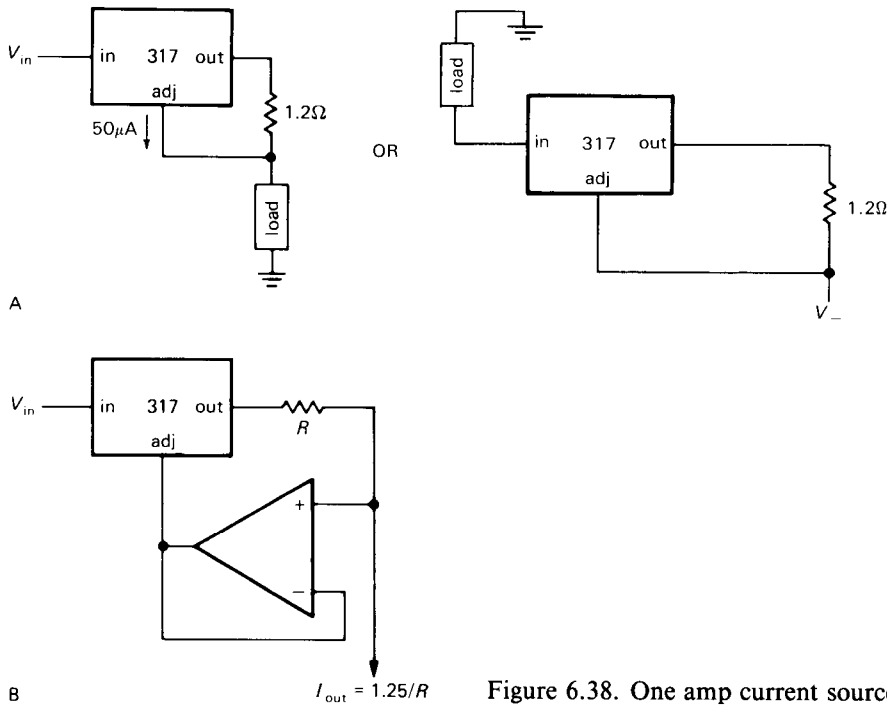 V_in in 317 out
adj
50μA
1.2Ω
load
OR
load
in 317 out
adj
1.2Ω
V_−
A
V_in in 317 out
adj
R
+
−
B
I_out = 1.25/R
Figure 6.38. One amp current source